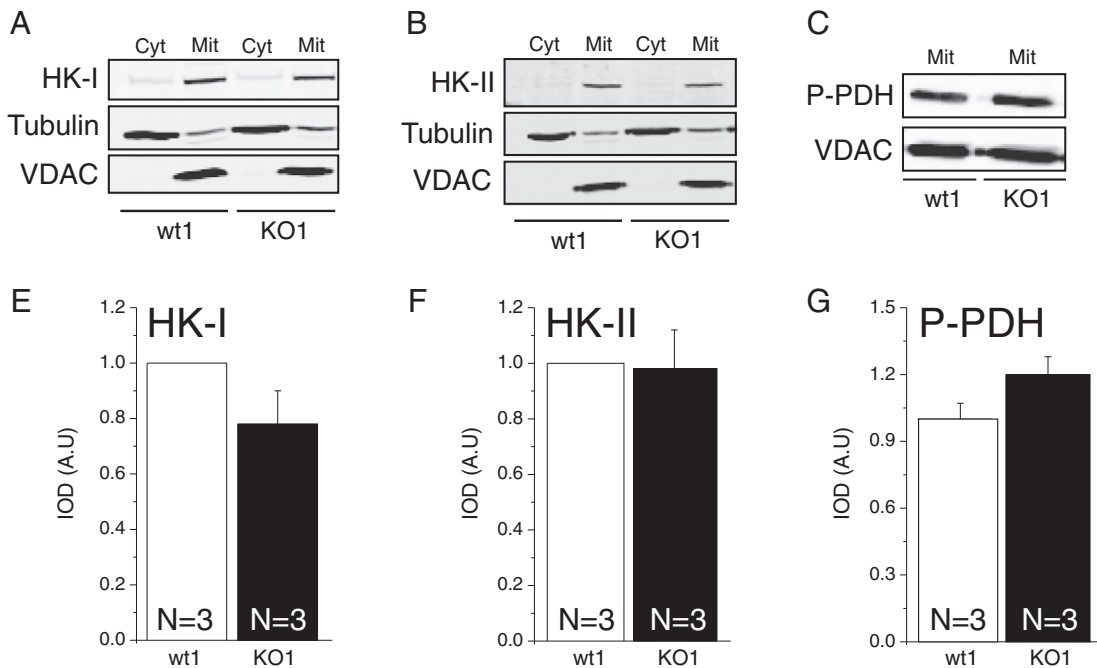 A
Cyt Mit Cyt Mit
HK-I
Tubulin
VDAC
wt1 KO1
B
Cyt Mit Cyt Mit
HK-II
Tubulin
VDAC
wt1 KO1
C
Mit Mit
P-PDH
VDAC
wt1 KO1
E
HK-I
IOD (A.U)
1.2
1.0
0.8
0.6
0.4
0.2
0.0
N=3 N=3
wt1 KO1
F
HK-II
IOD (A.U)
1.2
1.0
0.8
0.6
0.4
0.2
0.0
N=3 N=3
wt1 KO1
G
P-PDH
IOD (A.U)
1.5
1.2
0.9
0.6
0.3
0.0
N=3 N=3
wt1 KO1